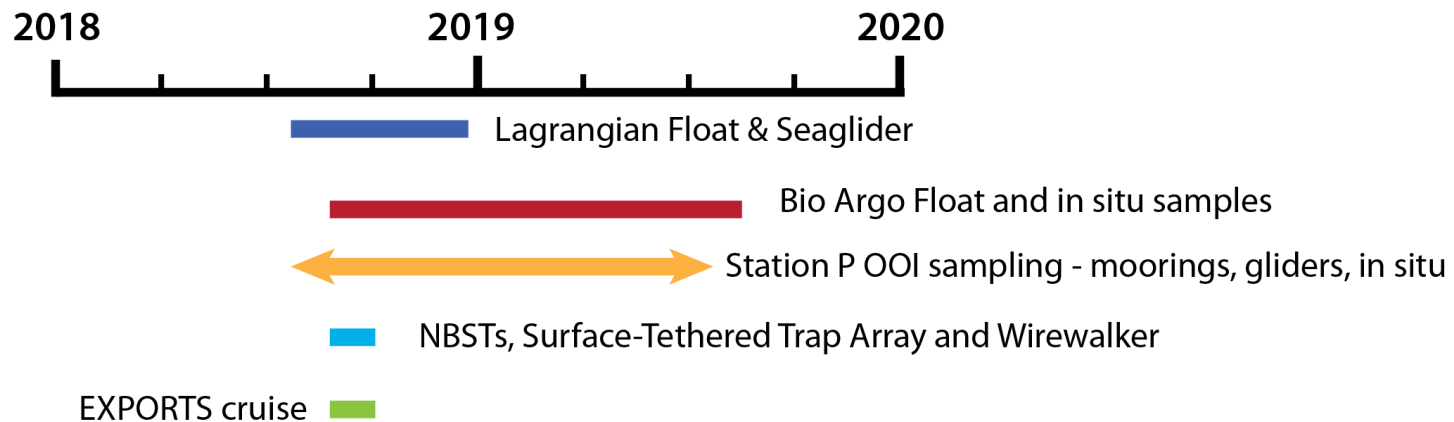 2018 2019 2020
Lagrangian Float & Seaglider
Bio Argo Float and in situ samples
Station P OOI sampling - moorings, gliders, in situ
NBSTs, Surface-Tethered Trap Array and Wirewalker
EXPORTS cruise